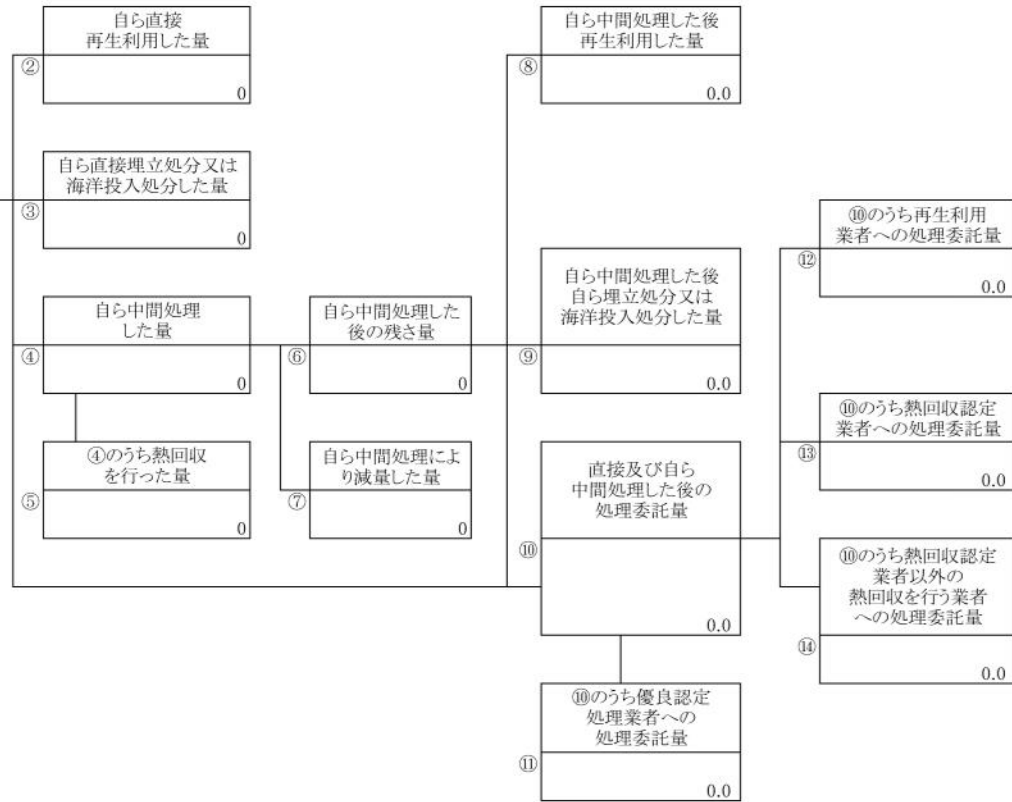 自ら直接
再生利用した量
②
0
自ら直接埋立処分又は
海洋投入処分した量
③
0
自ら中間処理
した量
④
0
④のうち熱回収
を行った量
⑤
0
自ら中間処理した
後の残さ量
⑥
0
自ら中間処理によ
り減量した量
⑦
0
自ら中間処理した後
再生利用した量
⑧
0.0
自ら中間処理した後
自ら埋立処分又は
海洋投入処分した量
⑨
0.0
直接及び自ら
中間処理した後の
処理委託量
⑩
0.0
⑩のうち優良認定
処理業者への
処理委託量
⑪
0.0
⑩のうち再生利用
業者への処理委託量
⑫
0.0
⑩のうち熱回収認定
業者への処理委託量
⑬
0.0
⑩のうち熱回収認定
業者以外の
熱回収を行う業者
への処理委託量
⑭
0.0